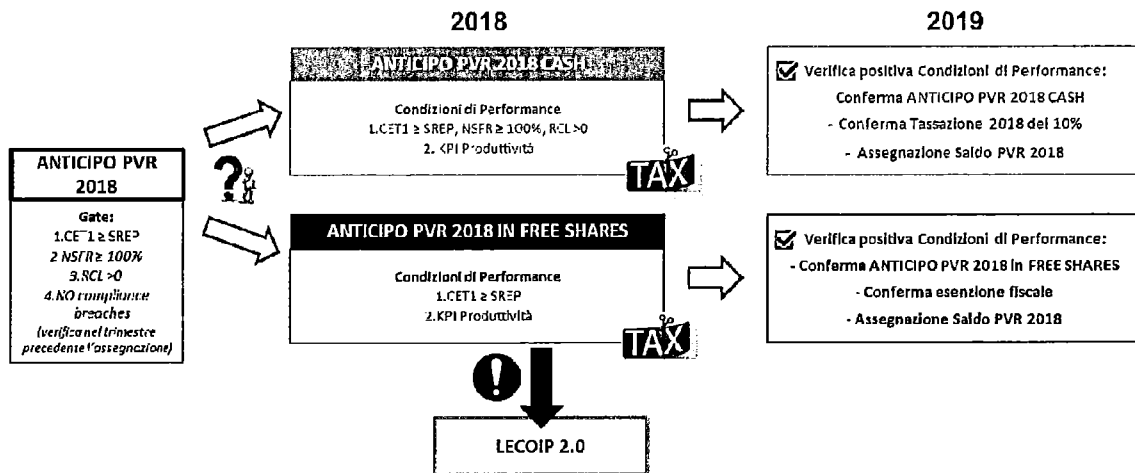 2018
2019
ANTICIPO PVR
2018
Gate:
1.CET1 ≥ SREP
2 NSFR ≥ 100%
3.RCL >0
4.NO compliance
breaches
(verifica nel trimestre
precedente l'assegnazione)
?
ANTICIPO PVR 2018 CASH
Condizioni di Performance
1.CET1 ≥ SREP, NSFR ≥ 100%, RCL >0
2. KPI Produttività
TAX
Verifica positiva Condizioni di Performance:
Conferma ANTICIPO PVR 2018 CASH
- Conferma Tassazione 2018 del 10%
- Assegnazione Saldo PVR 2018
ANTICIPO PVR 2018 IN FREE SHARES
Condizioni di Performance
1.CET1 ≥ SREP
2.KPI Produttività
TAX
Verifica positiva Condizioni di Performance:
- Conferma ANTICIPO PVR 2018 in FREE SHARES
- Conferma esenzione fiscale
- Assegnazione Saldo PVR 2018
!
LECOIP 2.0